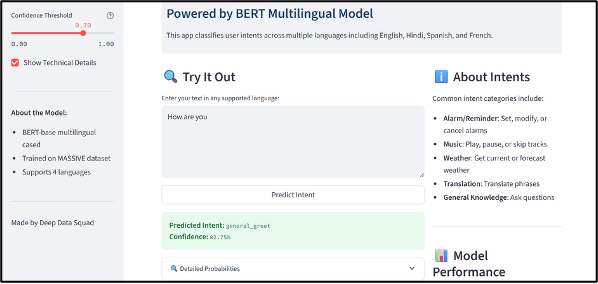 Confidence Threshold
0.70
0.00 1.00
Show Technical Details
About the Model:
BERT-base multilingual
cased
Trained on MASSIVE dataset
Supports 4 languages
Made by Deep Data Squad
Powered by BERT Multilingual Model
This app classifies user intents across multiple languages including English, Hindi, Spanish, and French.
Try It Out
Enter your text in any supported language:
How are you
Predict Intent
Predicted Intent: general_greet
Confidence: 82.75%
Detailed Probabilities
About Intents
Common intent categories include:
Alarm/Reminder: Set, modify, or
cancel alarms
Music: Play, pause, or skip tracks
Weather: Get current or forecast
weather
Translation: Translate phrases
General Knowledge: Ask questions
Model
Performance